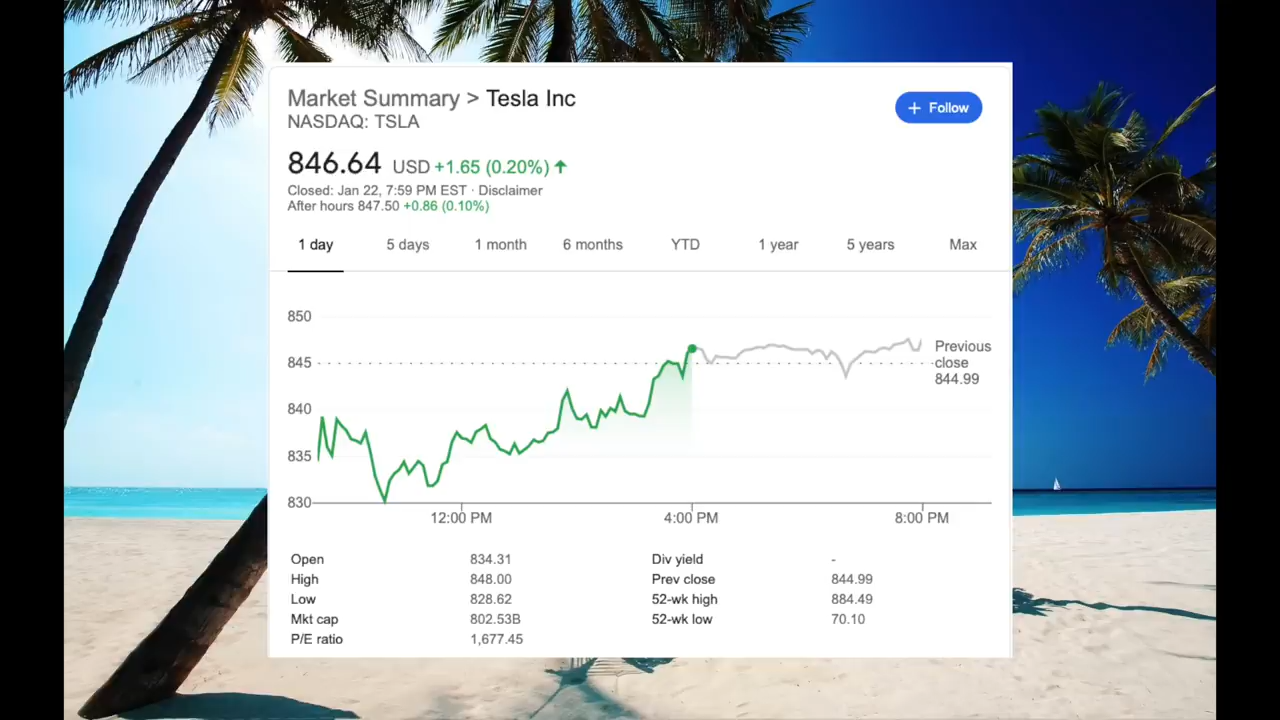 Market Summary > Tesla Inc
NASDAQ: TSLA
+ Follow
846.64 USD +1.65 (0.20%) ↑
Closed: Jan 22, 7:59 PM EST · Disclaimer
After hours 847.50 +0.86 (0.10%)
1 day 5 days 1 month 6 months YTD 1 year 5 years Max
850
845
840
835
830
Previous
close
844.99
12:00 PM 4:00 PM 8:00 PM
Open 834.31 Div yield -
High 848.00 Prev close 844.99
Low 828.62 52-wk high 884.49
Mkt cap 802.53B 52-wk low 70.10
P/E ratio 1,677.45